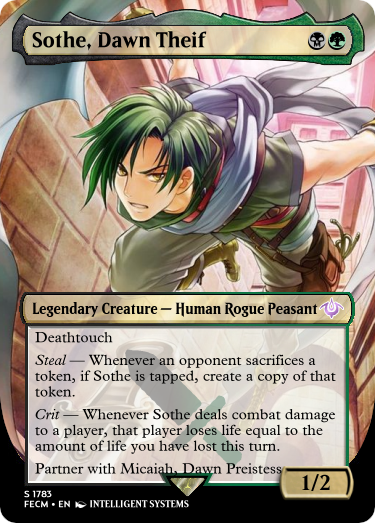 Sothe, Dawn Theif
Legendary Creature — Human Rogue Peasant
Deathtouch
Steal — Whenever an opponent sacrifices a
token, if Sothe is tapped, create a copy of that
token.
Crit — Whenever Sothe deals combat damage
to a player, that player loses life equal to the
amount of life you have lost this turn.
Partner with Micaiah, Dawn Preistess
1/2
S 1783
FECM • EN INTELLIGENT SYSTEMS